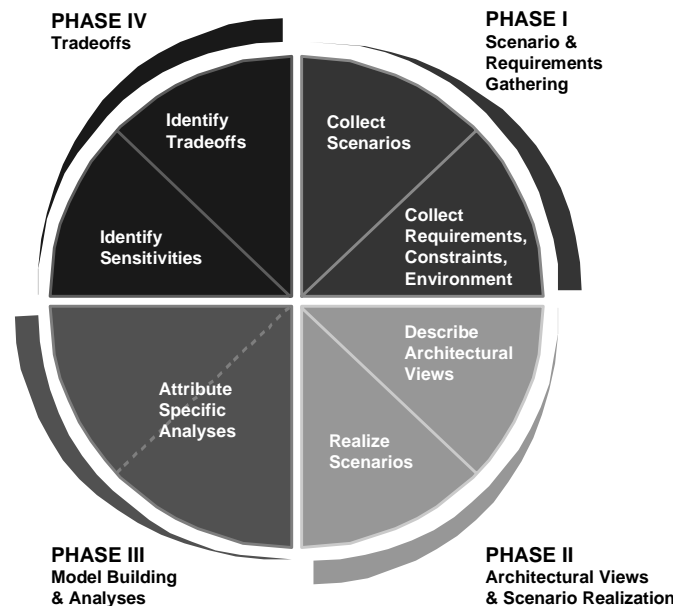 PHASE IV
Tradeoffs
PHASE I
Scenario &
Requirements
Gathering
Identify
Tradeoffs
Collect
Scenarios
Identify
Sensitivities
Collect
Requirements,
Constraints,
Environment
Attribute
Specific
Analyses
Describe
Architectural
Views
Realize
Scenarios
PHASE III
Model Building
& Analyses
PHASE II
Architectural Views
& Scenario Realization